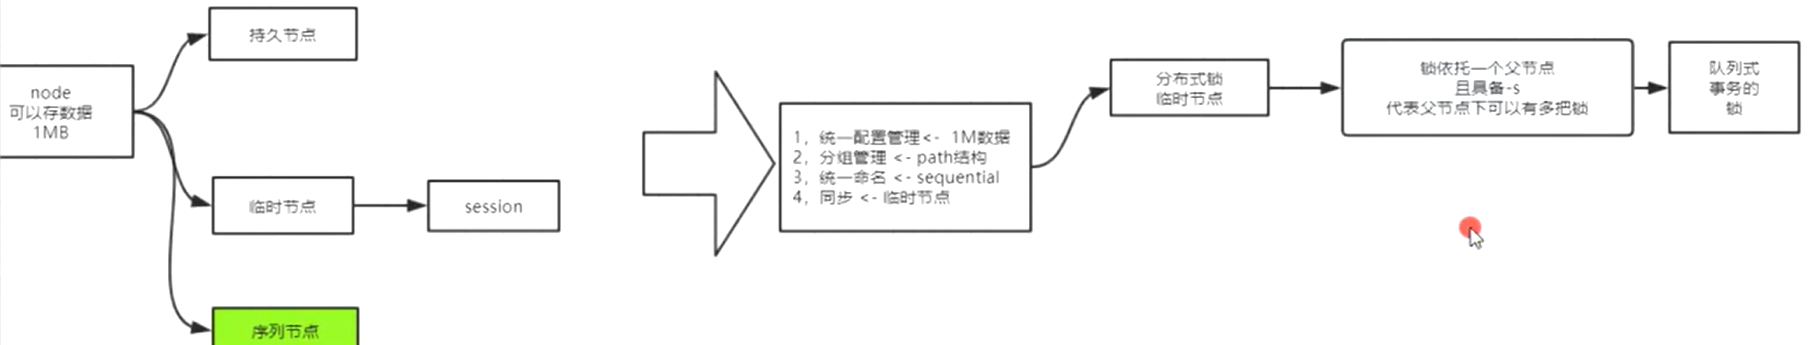 持久节点
node
可以存数据
1MB
临时节点
session
序列节点
1，统一配置管理<- 1M数据
2，分组管理 <- path结构
3，统一命名 <- sequential
4，同步 <- 临时节点
分布式锁
临时节点
锁依托一个父节点
且具备-s
代表父节点下可以有多把锁
队列式
事务的
锁